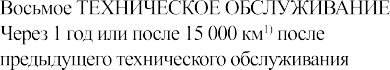 Восьмое ТЕХНИЧЕСКОЕ ОБСЛУЖИВАНИЕ
Через 1 год или после 15 000 км¹⁾ после
предыдущего технического обслуживания